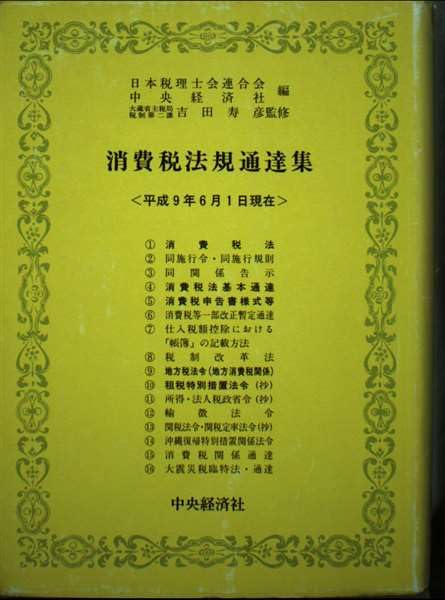 日本税理士会連合会
中央経済社
編
大蔵省主税局
税制第二課
吉田寿彦監修
消費税法規通達集
<平成9年6月1日現在>
① 消費税法
② 同施行令・同施行規則
③ 同関係告示
④ 消費税法基本通達
⑤ 消費税申告書様式等
⑥ 消費税等一部改正暫定通達
⑦ 仕入税額控除における
「帳簿」の記載方法
⑧ 税制改革法
⑨ 地方税法令(地方消費税関係)
⑩ 租税特別措置法令(抄)
⑪ 所得・法人税政省令(抄)
⑫ 輸徴法令
⑬ 関税法令・関税定率法令(抄)
⑭ 沖縄復帰特別措置関係法令
⑮ 消費税関係通達
⑯ 大震災税臨特法・通達
中央経済社